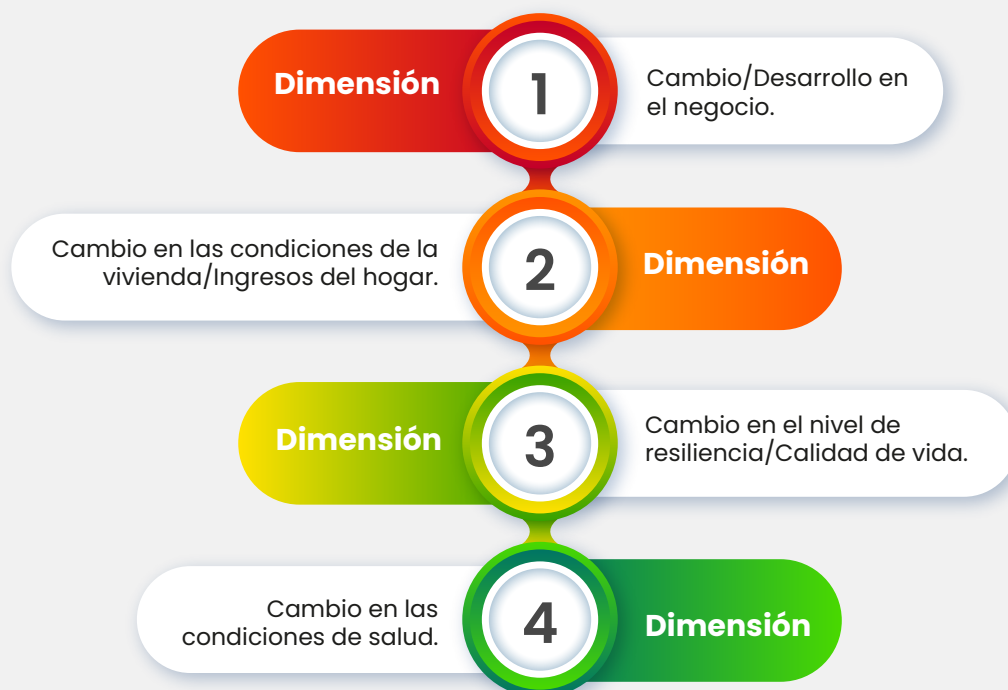 Dimensión
1
Cambio/Desarrollo en
el negocio.
Cambio en las condiciones de la
vivienda/Ingresos del hogar.
2
Dimensión
Dimensión
3
Cambio en el nivel de
resiliencia/Calidad de vida.
Cambio en las
condiciones de salud.
4
Dimensión